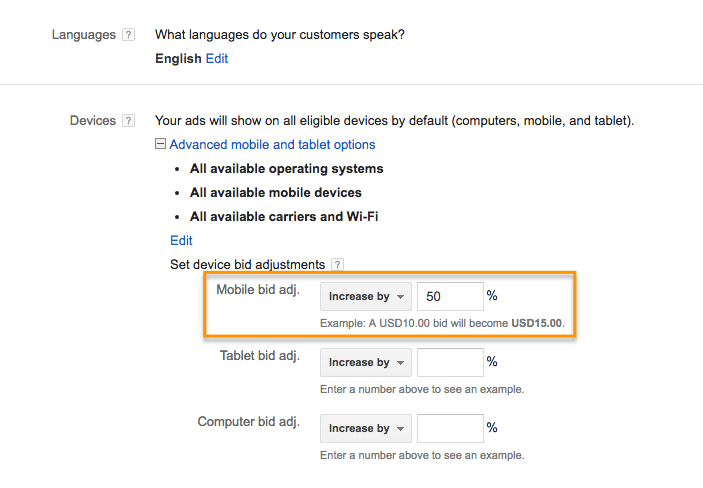 Languages ? What languages do your customers speak?
English Edit
Devices ? Your ads will show on all eligible devices by default (computers, mobile, and tablet).
Advanced mobile and tablet options
• All available operating systems
• All available mobile devices
• All available carriers and Wi-Fi
Edit
Set device bid adjustments ?
Mobile bid adj. Increase by 50 %
Example: A USD10.00 bid will become USD15.00.
Tablet bid adj. Increase by %
Enter a number above to see an example.
Computer bid adj. Increase by %
Enter a number above to see an example.